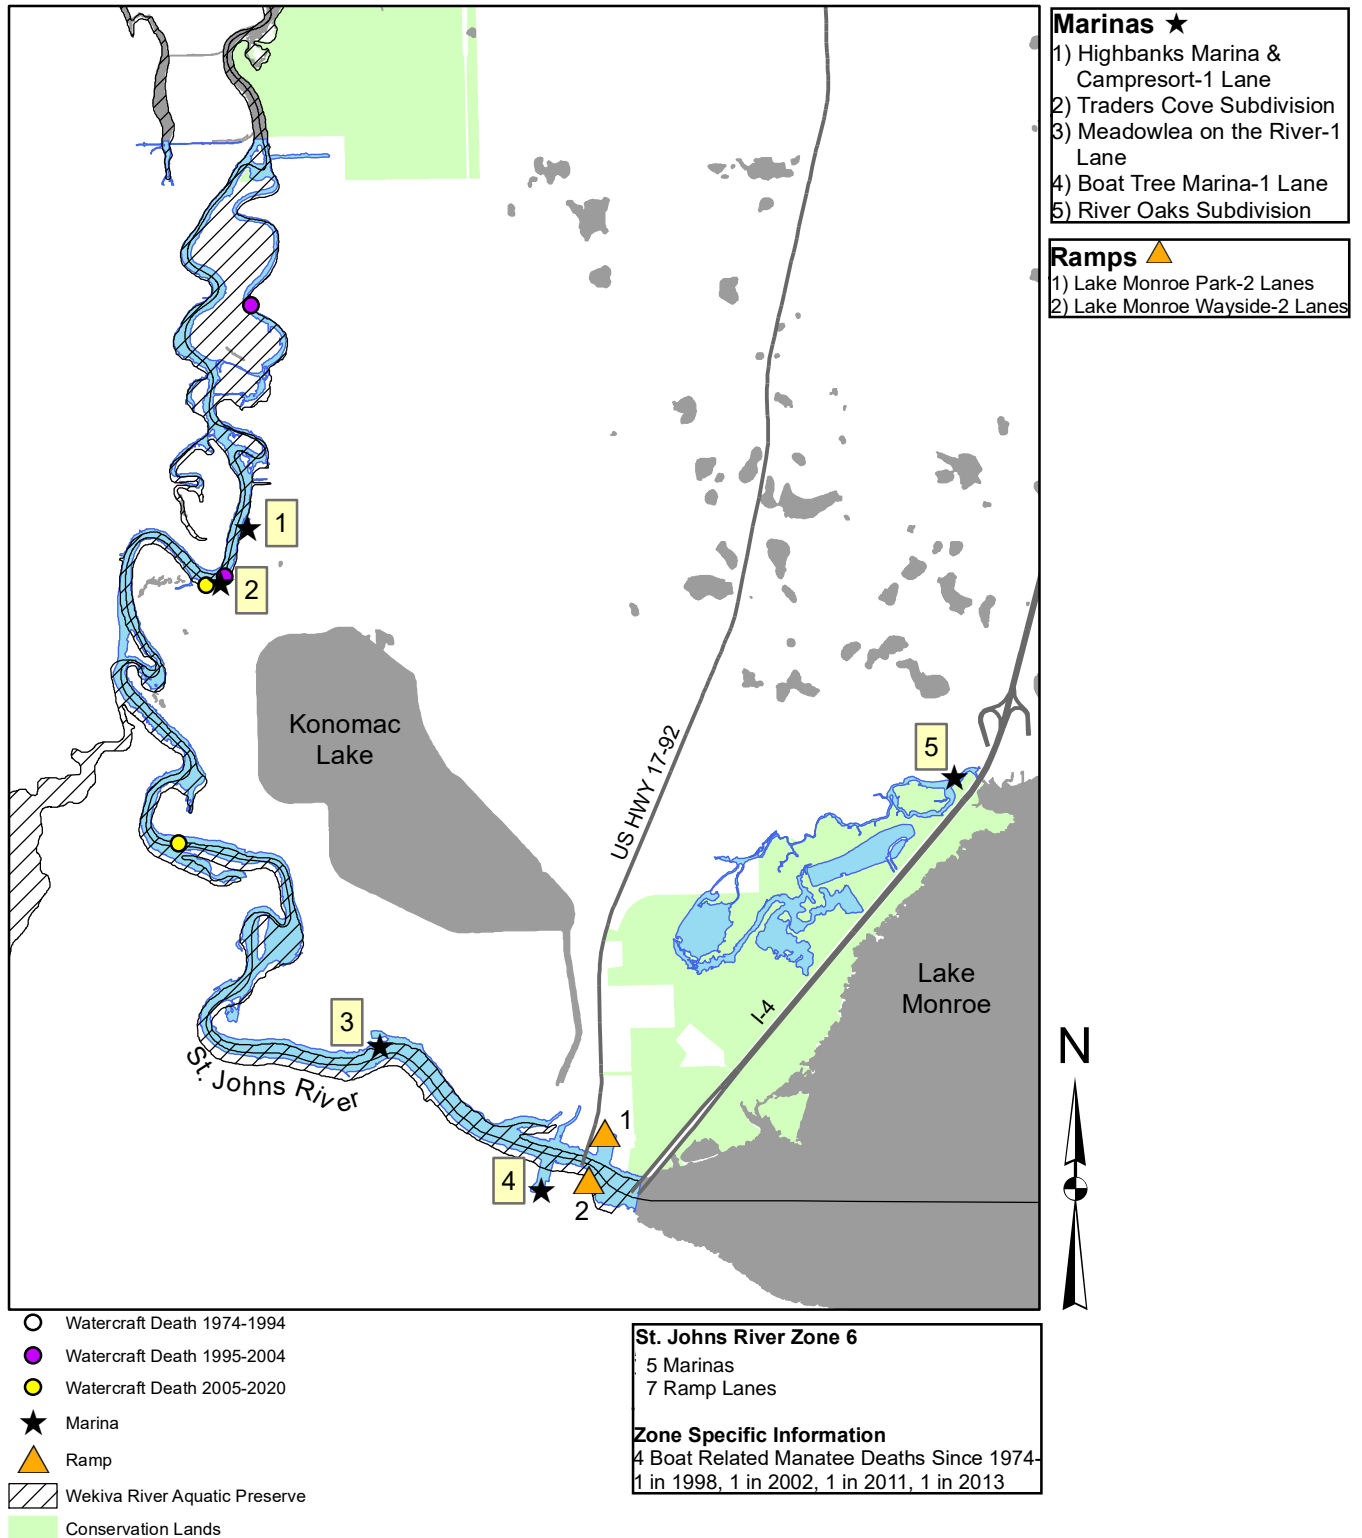 Marinas
1) Highbanks Marina &
Campresort-1 Lane
2) Traders Cove Subdivision
3) Meadowlea on the River-1
Lane
4) Boat Tree Marina-1 Lane
5) River Oaks Subdivision
Ramps
1) Lake Monroe Park-2 Lanes
2) Lake Monroe Wayside-2 Lanes
1
2
Konomac
Lake
US HWY 17-92
5
Lake
Monroe
I-4
3
St. Johns River
1
4
2
N
Watercraft Death 1974-1994
Watercraft Death 1995-2004
Watercraft Death 2005-2020
Marina
Ramp
Wekiva River Aquatic Preserve
Conservation Lands
St. Johns River Zone 6
5 Marinas
7 Ramp Lanes
Zone Specific Information
4 Boat Related Manatee Deaths Since 1974-
1 in 1998, 1 in 2002, 1 in 2011, 1 in 2013